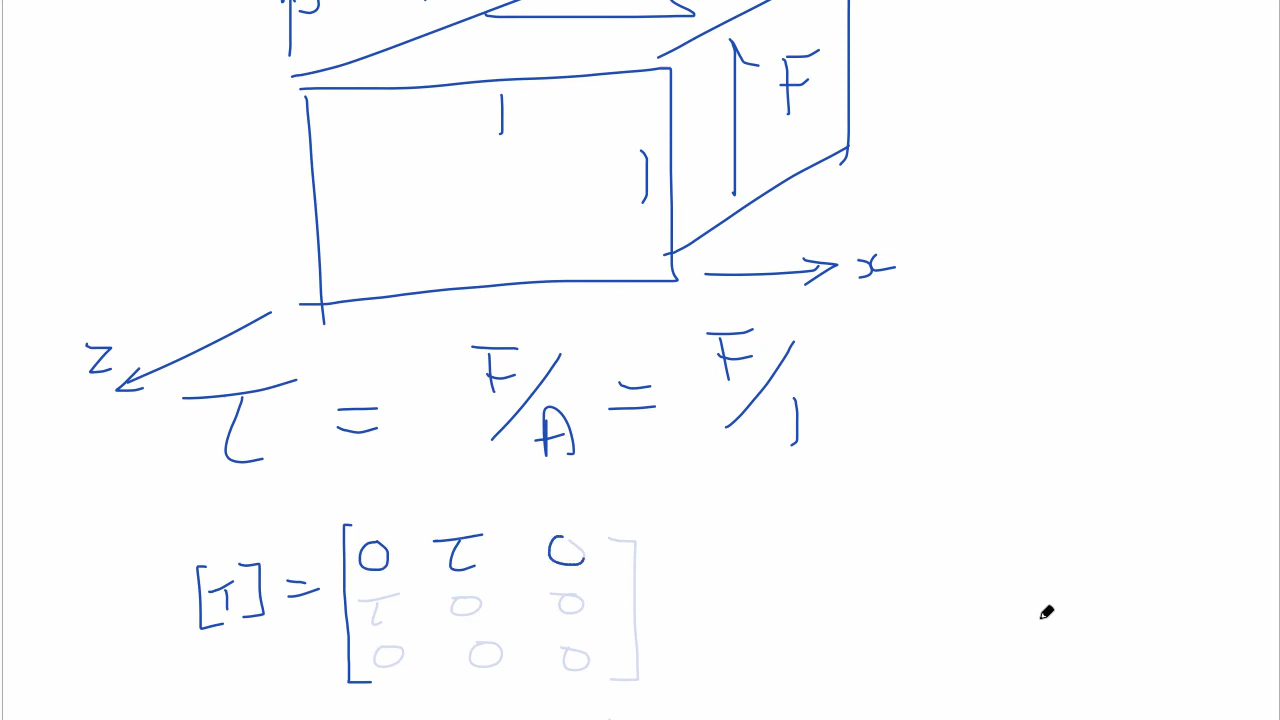 1
F
1
x
z
τ = F/A = F/1
[T] = [0 τ 0
τ 0 0
0 0 0]